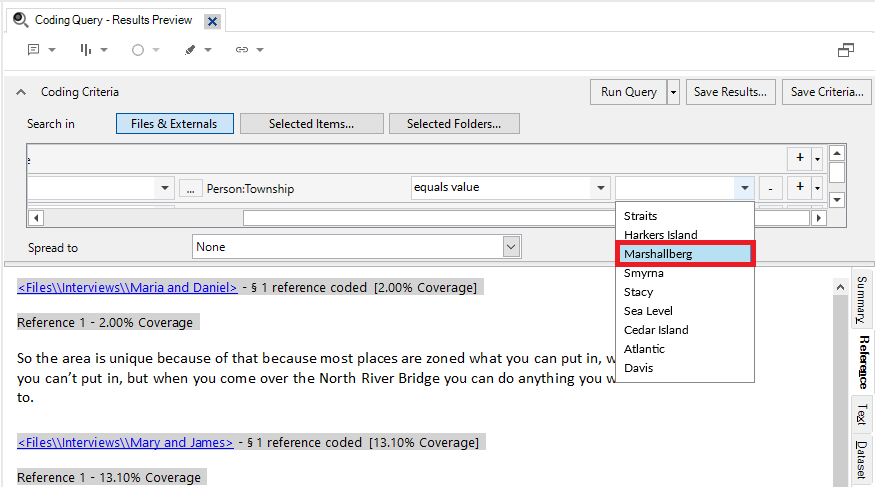 Coding Query - Results Preview
Coding Criteria
Run Query
Save Results...
Save Criteria...
Search in
Files & Externals
Selected Items...
Selected Folders...
+
... Person:Township
equals value
- +
Straits
Harkers Island
Marshallberg
Smyrna
Stacy
Sea Level
Cedar Island
Atlantic
Davis
Spread to
None
<Files\\Interviews\\Maria and Daniel> - § 1 reference coded [2.00% Coverage]
Reference 1 - 2.00% Coverage
So the area is unique because of that because most places are zoned what you can put in, w
you can't put in, but when you come over the North River Bridge you can do anything you w
to.
<Files\\Interviews\\Mary and James> - § 1 reference coded [13.10% Coverage]
Reference 1 - 13.10% Coverage
Summary
Reference
Text
Dataset